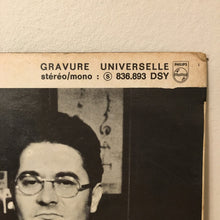 GRAVURE UNIVERSELLE
stéréo/mono : Ⓢ 836.893 DSY
PHILIPS